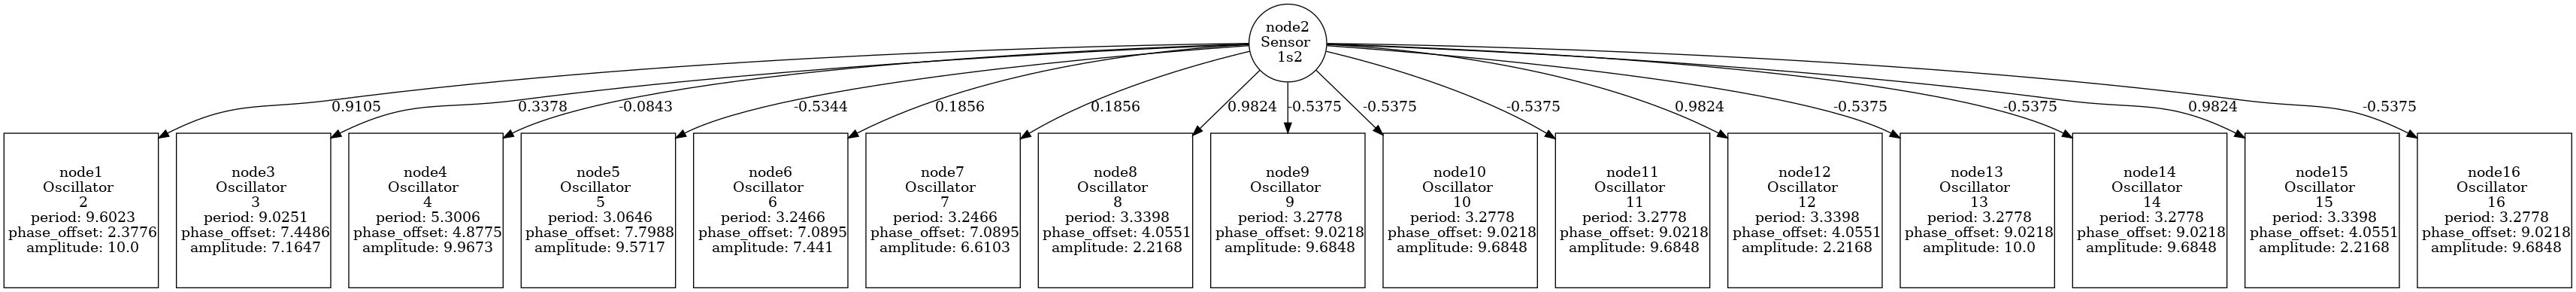 node2
Sensor
1s2
0.9105
0.3378
-0.0843
-0.5344
0.1856
0.1856
0.9824
-0.5375
-0.5375
-0.5375
0.9824
-0.5375
-0.5375
0.9824
-0.5375
node1
Oscillator
2
period: 9.6023
phase_offset: 2.3776
amplitude: 10.0
node3
Oscillator
3
period: 9.0251
phase_offset: 7.4486
amplitude: 7.1647
node4
Oscillator
4
period: 5.3006
phase_offset: 4.8775
amplitude: 9.9673
node5
Oscillator
5
period: 3.0646
phase_offset: 7.7988
amplitude: 9.5717
node6
Oscillator
6
period: 3.2466
phase_offset: 7.0895
amplitude: 7.441
node7
Oscillator
7
period: 3.2466
phase_offset: 7.0895
amplitude: 6.6103
node8
Oscillator
8
period: 3.3398
phase_offset: 4.0551
amplitude: 2.2168
node9
Oscillator
9
period: 3.2778
phase_offset: 9.0218
amplitude: 9.6848
node10
Oscillator
10
period: 3.2778
phase_offset: 9.0218
amplitude: 9.6848
node11
Oscillator
11
period: 3.2778
phase_offset: 9.0218
amplitude: 9.6848
node12
Oscillator
12
period: 3.3398
phase_offset: 4.0551
amplitude: 2.2168
node13
Oscillator
13
period: 3.2778
phase_offset: 9.0218
amplitude: 10.0
node14
Oscillator
14
period: 3.2778
phase_offset: 9.0218
amplitude: 9.6848
node15
Oscillator
15
period: 3.3398
phase_offset: 4.0551
amplitude: 2.2168
node16
Oscillator
16
period: 3.2778
phase_offset: 9.0218
amplitude: 9.6848